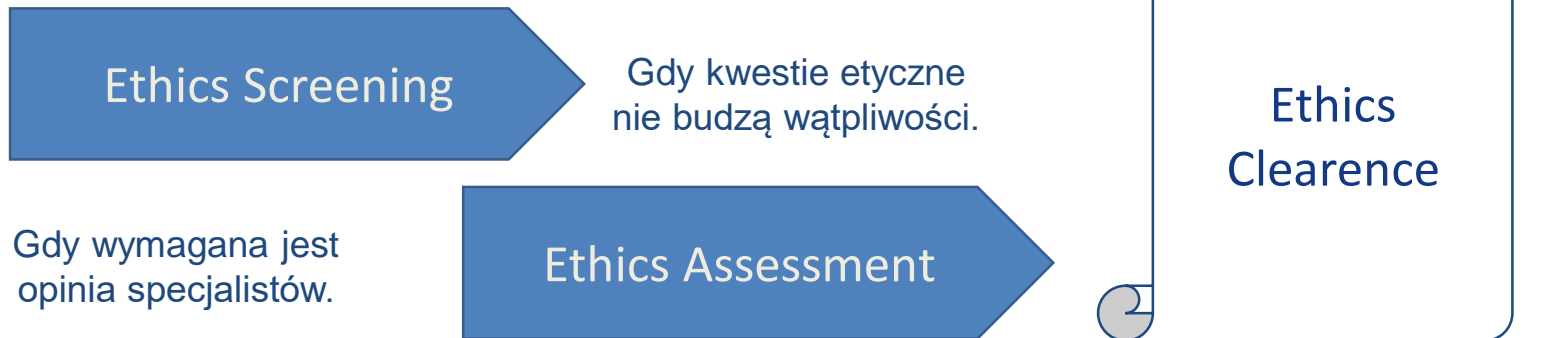 Ethics Screening
Gdy kwestie etyczne
nie budzą wątpliwości.
Ethics
Clearence
Gdy wymagana jest
opinia specjalistów.
Ethics Assessment